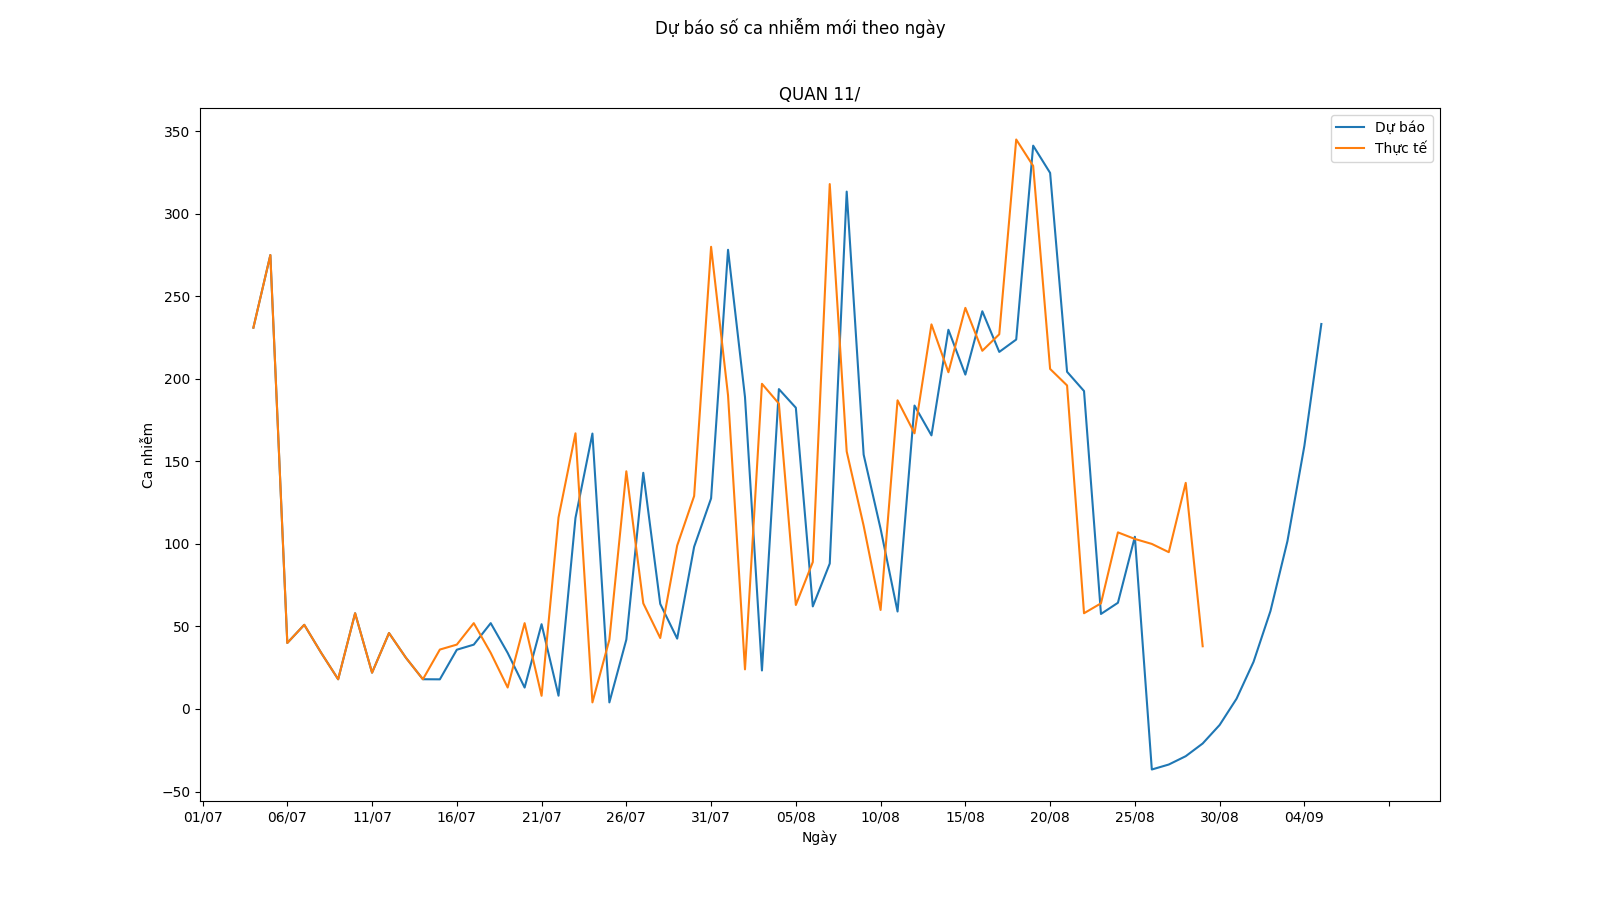 Dự báo số ca nhiễm mới theo ngày
QUAN 11/
Dự báo
Thực tế
350
300
250
200
150
100
50
0
−50
Ca nhiễm
01/07 06/07 11/07 16/07 21/07 26/07 31/07 05/08 10/08 15/08 20/08 25/08 30/08 04/09
Ngày